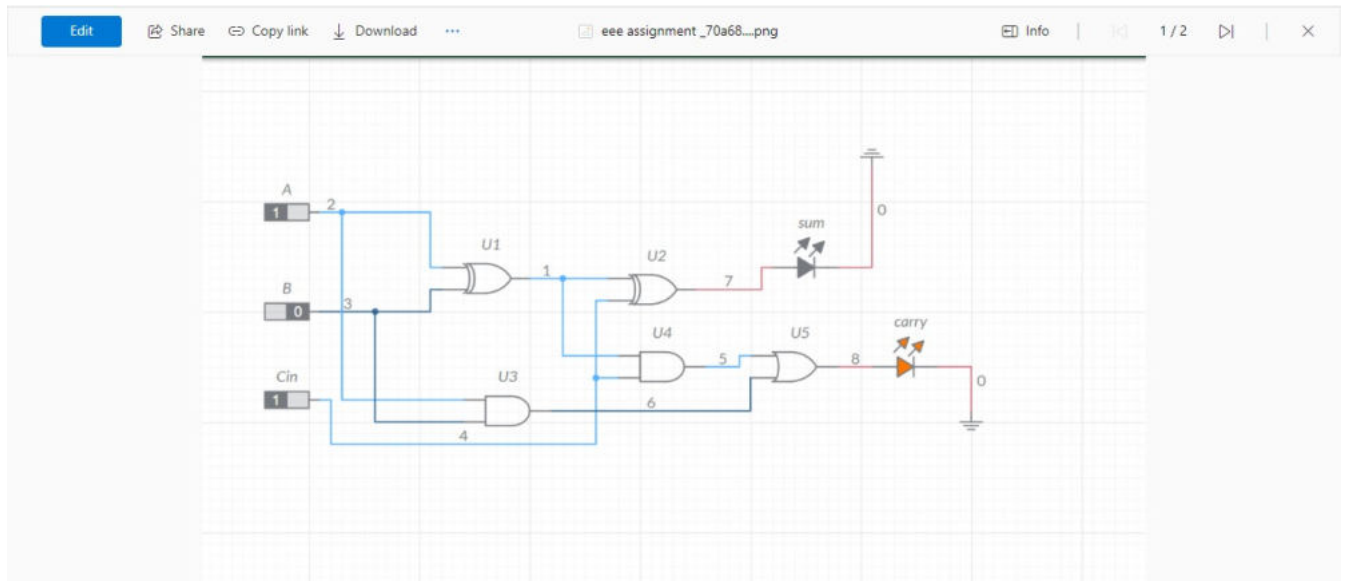 Edit Share Copy link Download ... eee assignment _70a68....png Info 1 / 2
A
1 2
B
0 3
Cin
1
U1
1
U2
7
sum
0
U3
4
6
U4
5
U5
8
carry
0